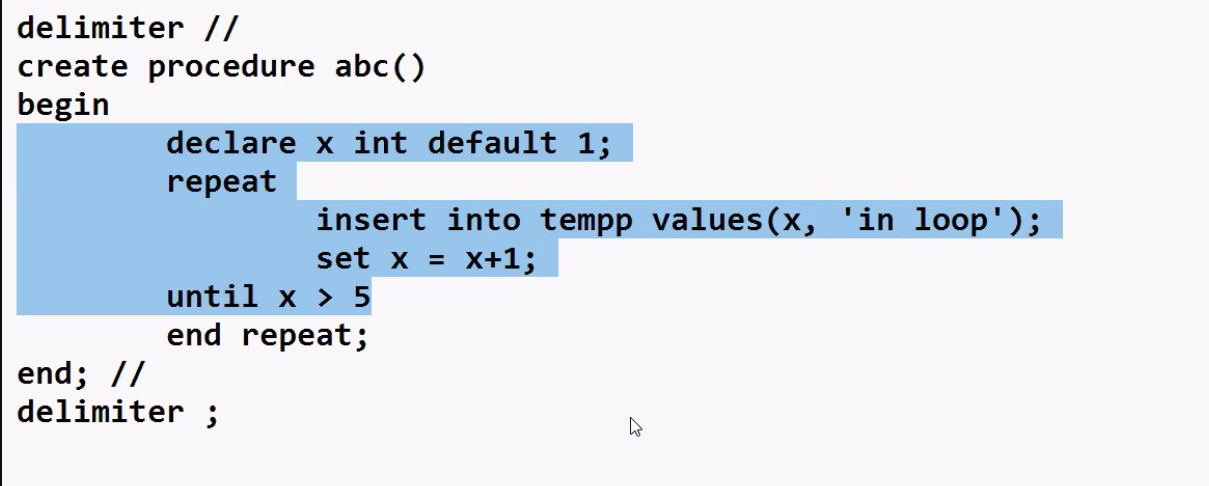 delimiter //
create procedure abc()
begin
declare x int default 1;
repeat
insert into tempp values(x, 'in loop');
set x = x+1;
until x > 5
end repeat;
end; //
delimiter ;